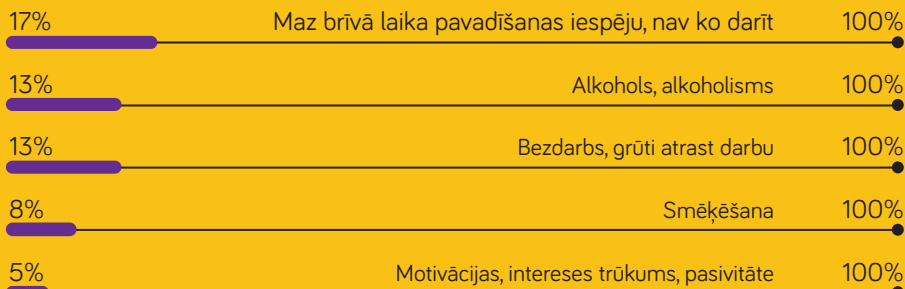 17% Maz brīvā laika pavadīšanas iespēju, nav ko darīt 100%
13% Alkohols, alkoholisms 100%
13% Bezdarbs, grūti atrast darbu 100%
8% Smēķēšana 100%
5% Motivācijas, intereses trūkums, pasivitāte 100%